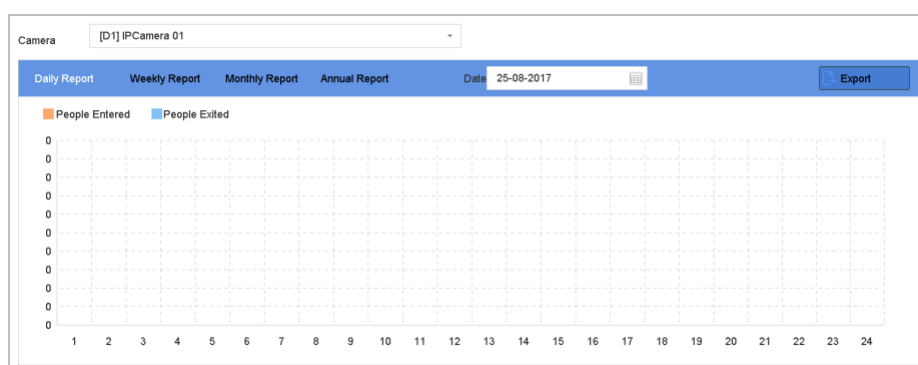 Camera [D1] IPCamera 01
Daily Report Weekly Report Monthly Report Annual Report Date 25-08-2017 Export
People Entered People Exited
0
0
0
0
0
0
0
0
0
0
0
1 2 3 4 5 6 7 8 9 10 11 12 13 14 15 16 17 18 19 20 21 22 23 24